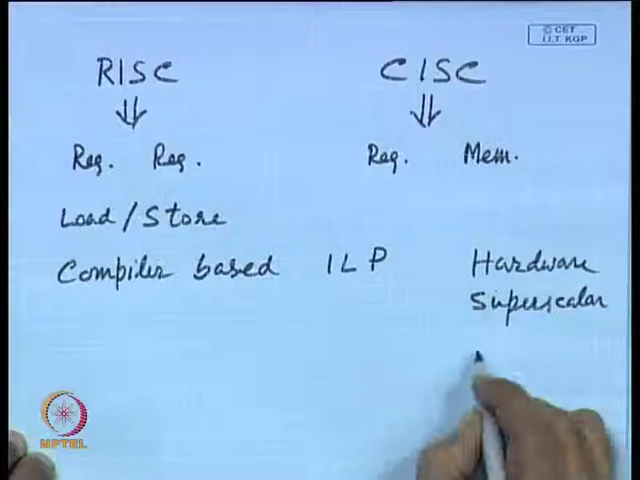 © CET
I.I.T. KGP
RISC CISC
Reg. Reg. Reg. Mem.
Load/Store
Compiler based ILP Hardware
Superscalar
NPTEL